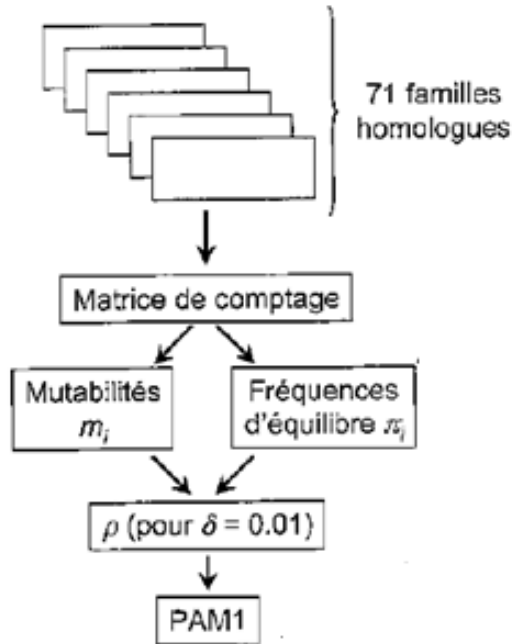 71 familles
homologues
Matrice de comptage
Mutabilités
m_i
Fréquences
d'équilibre π_i
ρ (pour δ = 0.01)
PAM1